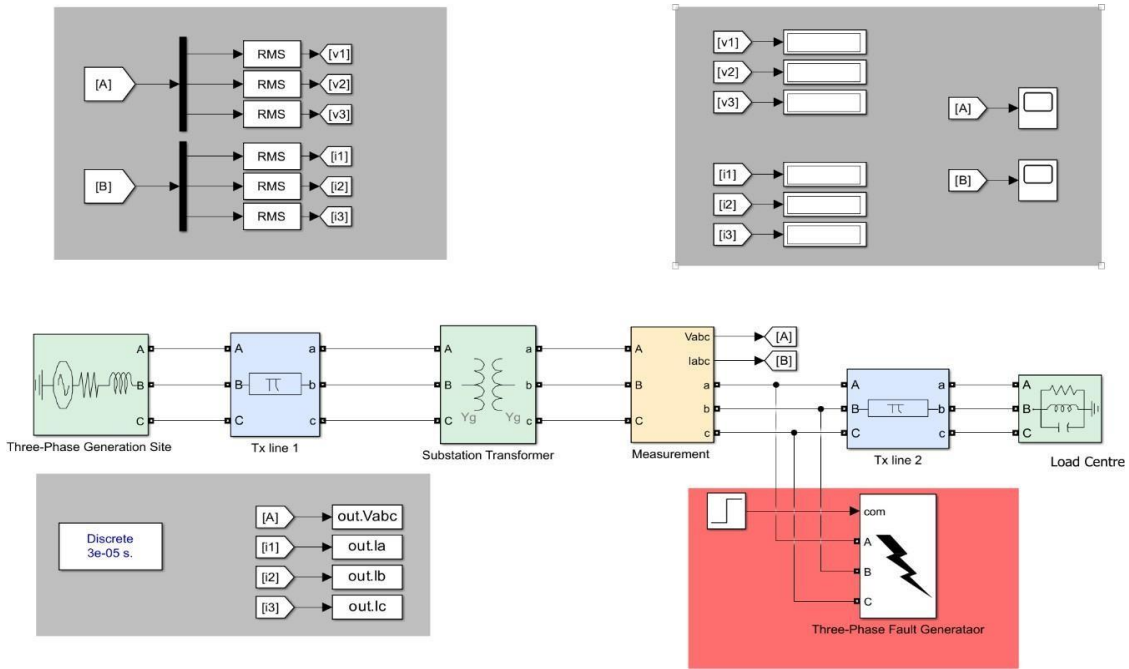 [A]
RMS
[v1]
RMS
[v2]
RMS
[v3]
[B]
RMS
[i1]
RMS
[i2]
RMS
[i3]
[v1]
[v2]
[v3]
[i1]
[i2]
[i3]
[A]
[B]
A
B
C
Three-Phase Generation Site
A
B
C
π
a
b
c
Tx line 1
A
B
C
Yg
Yg
a
b
c
Substation Transformer
A
B
C
Vabc
Iabc
a
b
c
Measurement
[A]
[B]
A
B
C
π
a
b
c
Tx line 2
A
B
C
Load Centre
Discrete
3e-05 s.
[A]
out.Vabc
[i1]
out.Ia
[i2]
out.Ib
[i3]
out.Ic
com
A
B
C
Three-Phase Fault Generataor